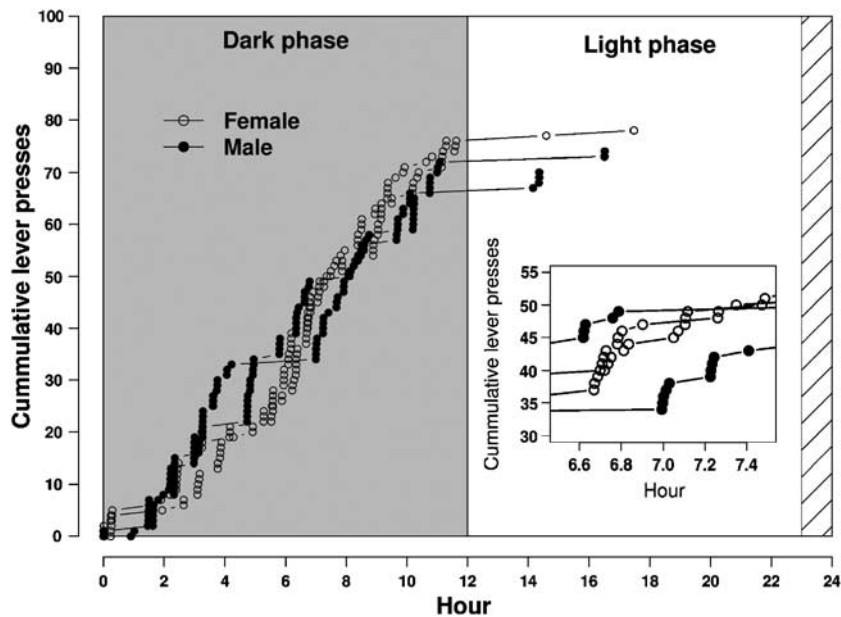 100
90
80
70
60
50
40
30
20
10
0
Cummulative lever presses
Dark phase
Light phase
Female
Male
55
50
45
40
35
30
Cummulative lever presses
6.6 6.8 7.0 7.2 7.4
Hour
0 2 4 6 8 10 12 14 16 18 20 22 24
Hour